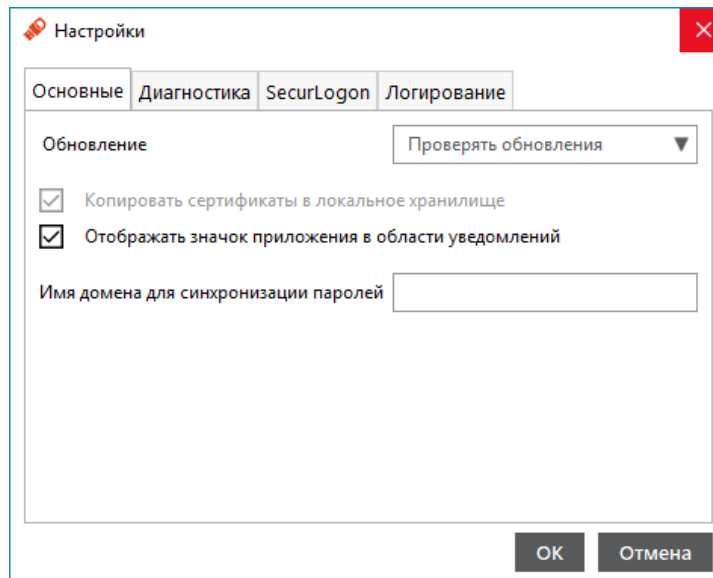 Настройки
Основные Диагностика SecurLogon Логирование
Обновление Проверять обновления
Копировать сертификаты в локальное хранилище
Отображать значок приложения в области уведомлений
Имя домена для синхронизации паролей
ОК Отмена